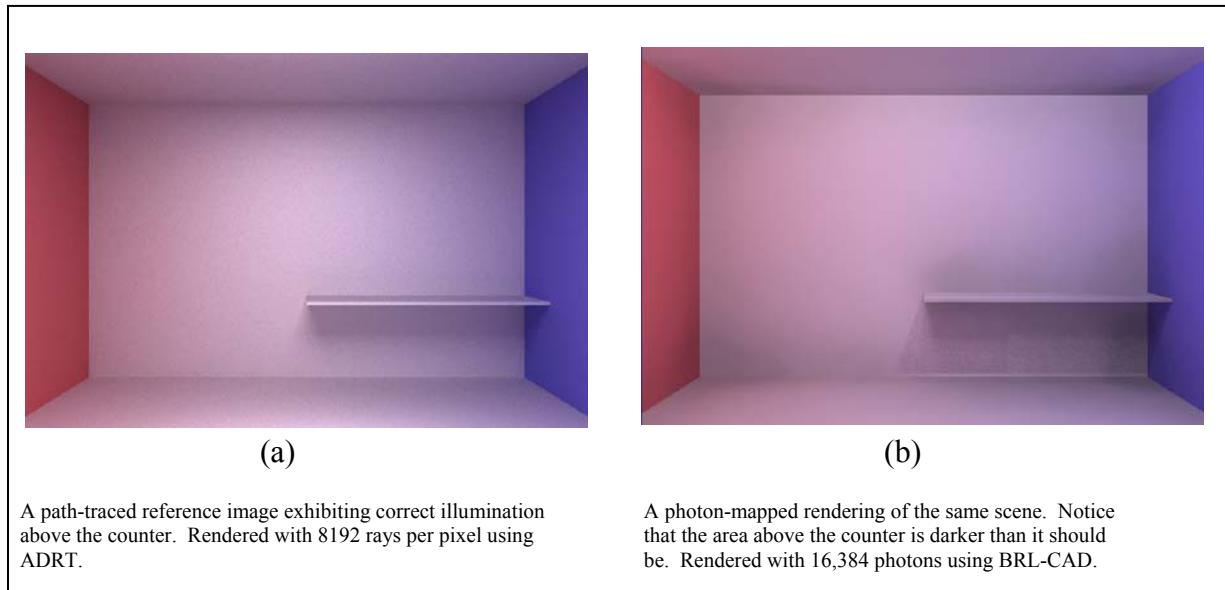 (a)
A path-traced reference image exhibiting correct illumination
above the counter. Rendered with 8192 rays per pixel using
ADRT.
(b)
A photon-mapped rendering of the same scene. Notice
that the area above the counter is darker than it should
be. Rendered with 16,384 photons using BRL-CAD.